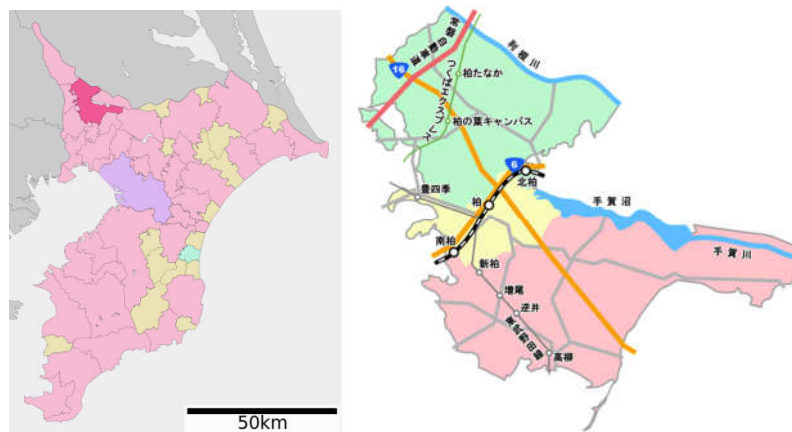 50km
常磐自動車道
利根川
16
つくばエクスプレス
柏たなか
柏の葉キャンパス
6
北柏
豊四季
柏
手賀沼
南柏
手賀川
新柏
増尾
逆井
東武野田線
高柳